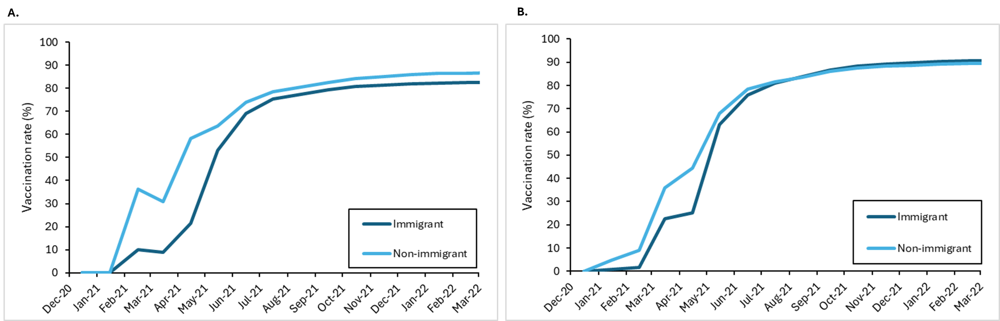 A.
100
90
80
70
60
50
40
30
20
10
0
Vaccination rate (%)
Dec-20
Jan-21
Feb-21
Mar-21
Apr-21
May-21
Jun-21
Jul-21
Aug-21
Sep-21
Oct-21
Nov-21
Dec-21
Jan-22
Feb-22
Mar-22
Immigrant
Non-immigrant
B.
100
90
80
70
60
50
40
30
20
10
0
Vaccination rate (%)
Dec-20
Jan-21
Feb-21
Mar-21
Apr-21
May-21
Jun-21
Jul-21
Aug-21
Sep-21
Oct-21
Nov-21
Dec-21
Jan-22
Feb-22
Mar-22
Immigrant
Non-immigrant